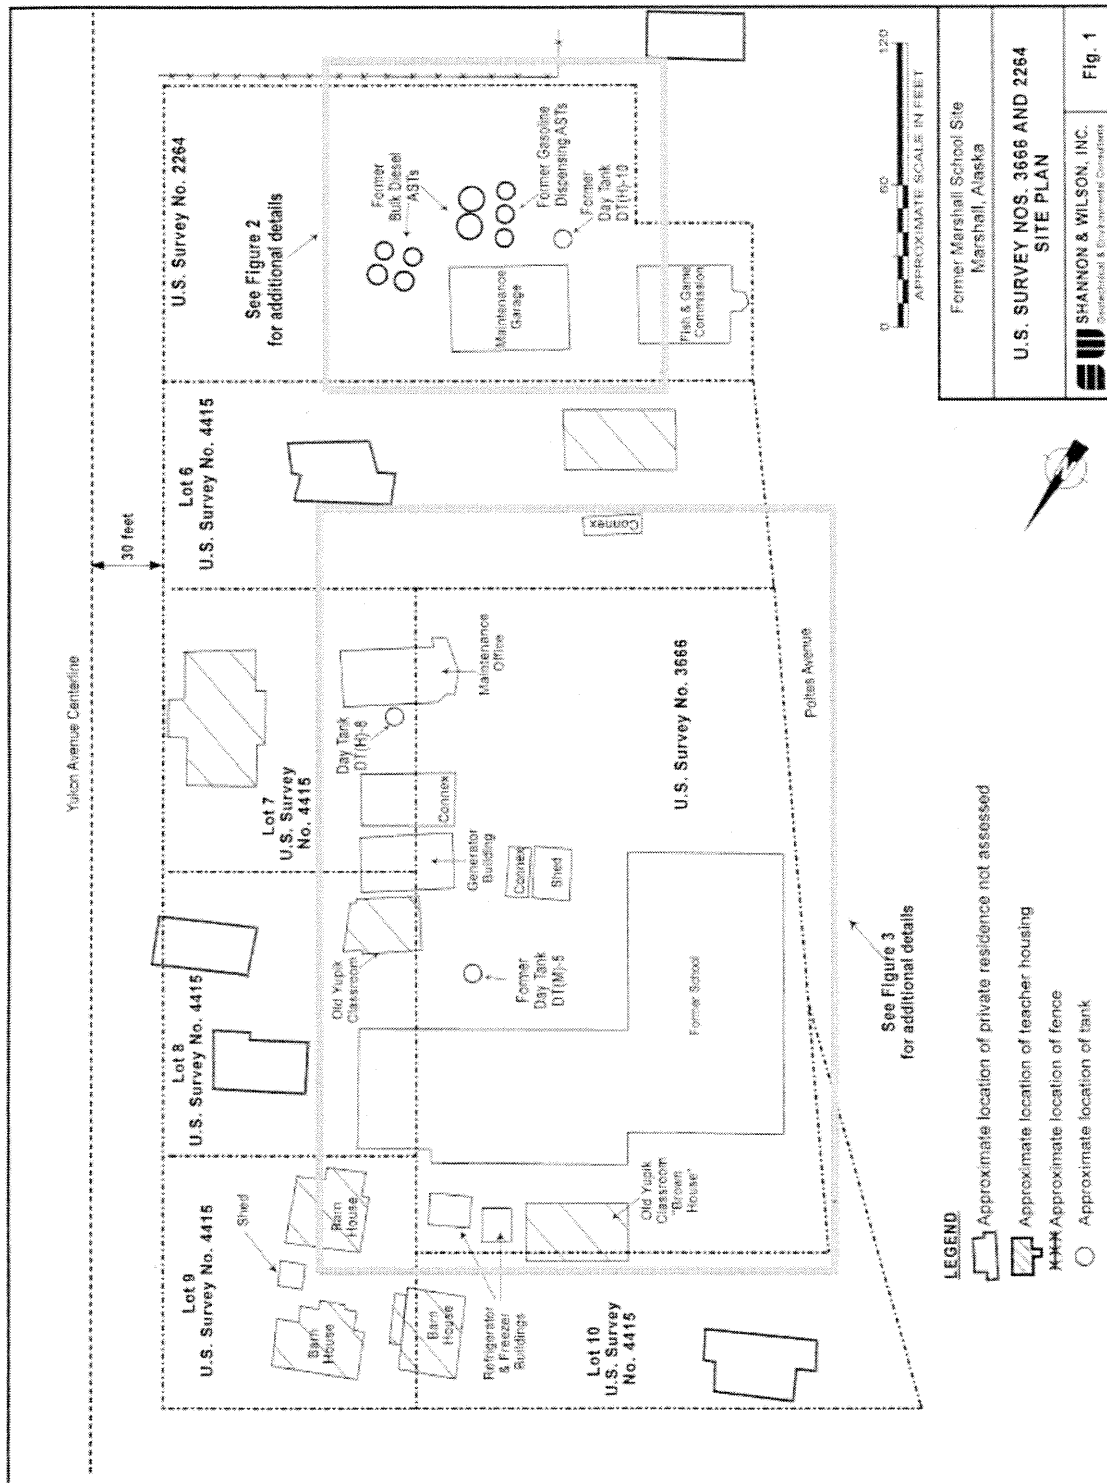 Yukon Avenue Centerline
30 feet
Lot 9
U.S. Survey No. 4415
Shed
Barn
House
Barn
House
Barn
House
Lot 8
U.S. Survey No. 4415
Lot 7
U.S. Survey
No. 4415
Lot 6
U.S. Survey No. 4415
U.S. Survey No. 2264
See Figure 2
for additional details
Former
Bulk Diesel
ASTs
Former Gasoline
Dispensing ASTs
Former
Day Tank
DT(H)-10
Maintenance
Garage
Fish & Game
Commission
Connex
Old Yupik
Classroom
Day Tank
DT(H)-8
Maintenance
Office
Connex
Generator
Building
Connex
Shed
Former
Day Tank
DT(M)-5
U.S. Survey No. 3666
Former School
Refrigerator
& Freezer
Buildings
Old Yupik
Classroom
"Brown
House"
Lot 10
U.S. Survey
No. 4415
Poltes Avenue
See Figure 3
for additional details
LEGEND
Approximate location of private residence not assessed
Approximate location of teacher housing
Approximate location of fence
Approximate location of tank
0 60 120
APPROXIMATE SCALE IN FEET
Former Marshall School Site
Marshall, Alaska
U.S. SURVEY NOS. 3666 AND 2264
SITE PLAN
SHANNON & WILSON, INC.
Geotechnical & Environmental Consultants
Fig. 1